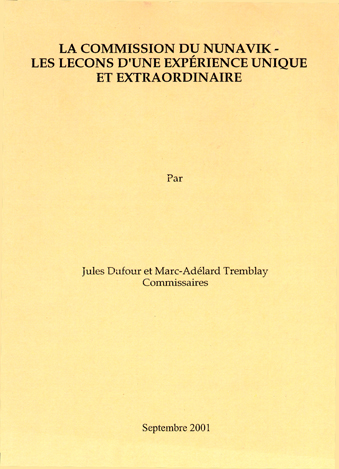 LA COMMISSION DU NUNAVIK -
LES LECONS D'UNE EXPÉRIENCE UNIQUE
ET EXTRAORDINAIRE
Par
Jules Dufour et Marc-Adélard Tremblay
Commissaires
Septembre 2001